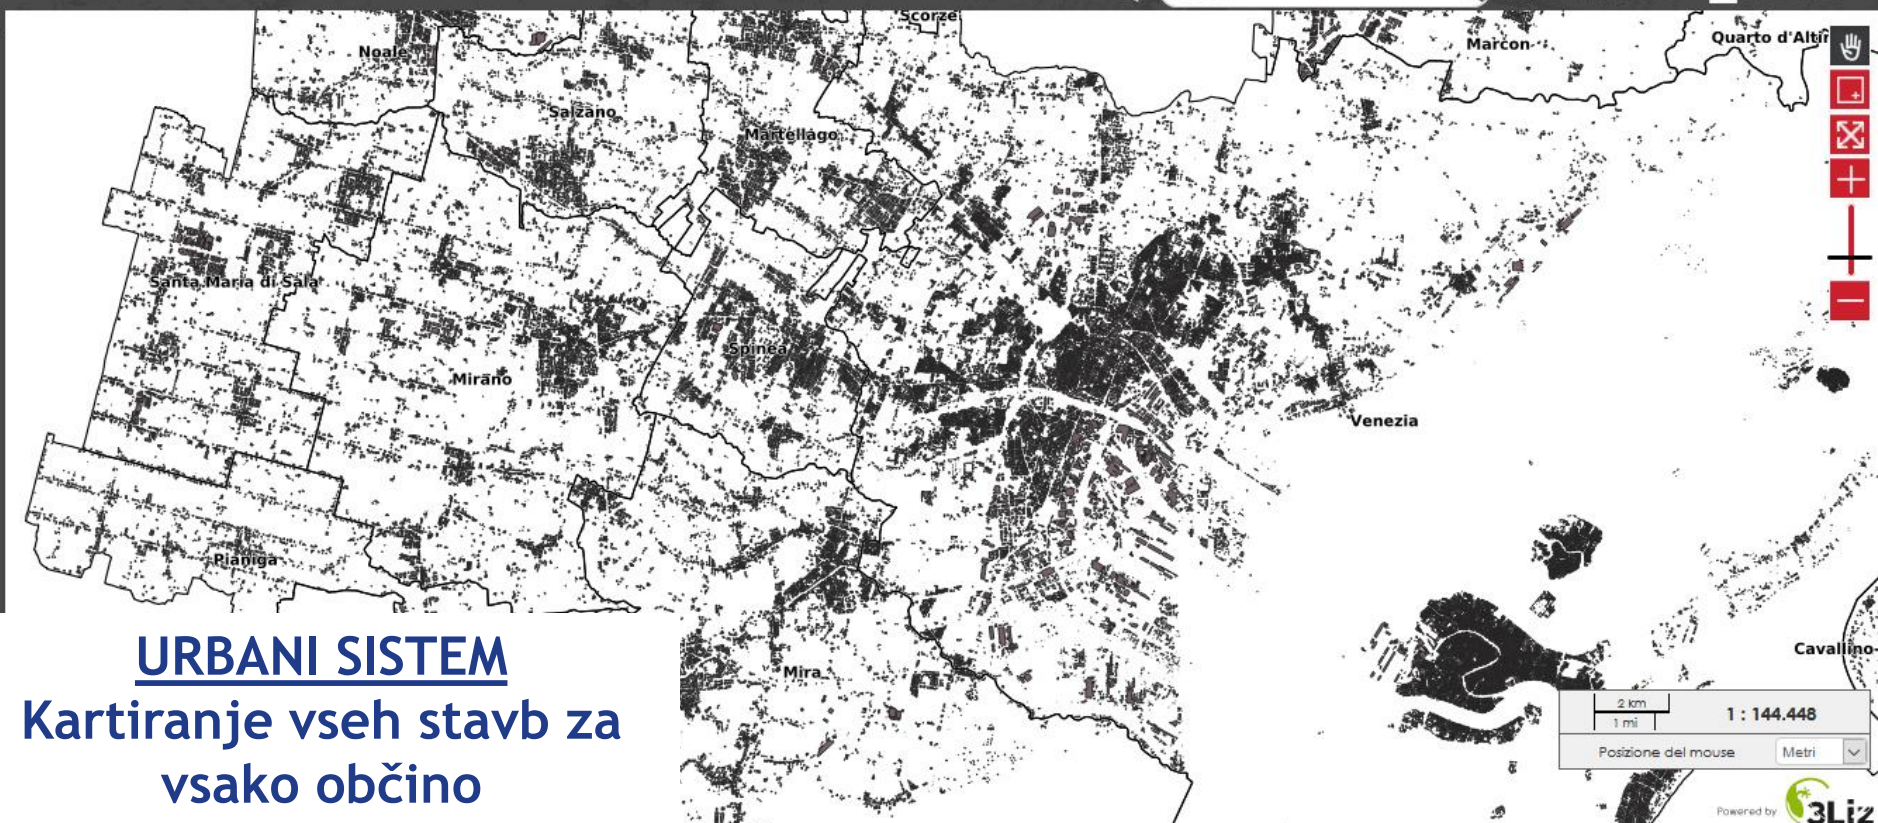 Scorzè
Noale
Marcon
Quarto d'Altin
Salzano
Martellago
Santa Maria di Sala
Spinea
Mirano
Venezia
Pianiga
Mira
Cavallino-
URBANI SISTEM
Kartiranje vseh stavb za
vsako občino
2 km
1 mi
1 : 144.448
Posizione del mouse
Metri
Powered by
3Liz